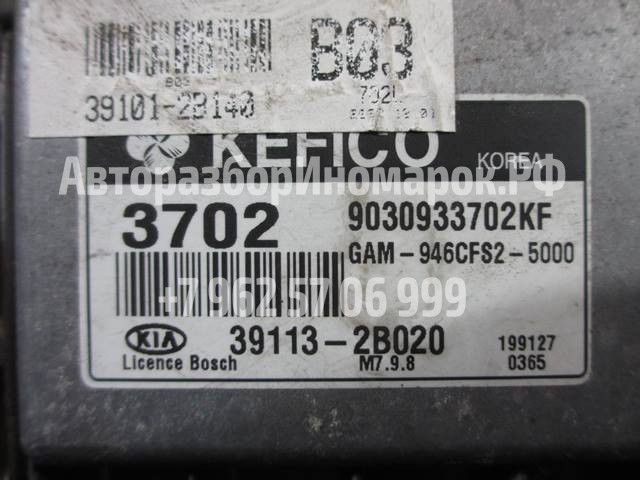 B03
B05
39101-2B140
KEFICO
KOREA
АвторазборИномарок.РФ
3702
9030933702KF
GAM-946CFS2-5000
+7 962 57 06 999
KIA
39113-2B020
199127
Licence Bosch
M7.9.8
0365